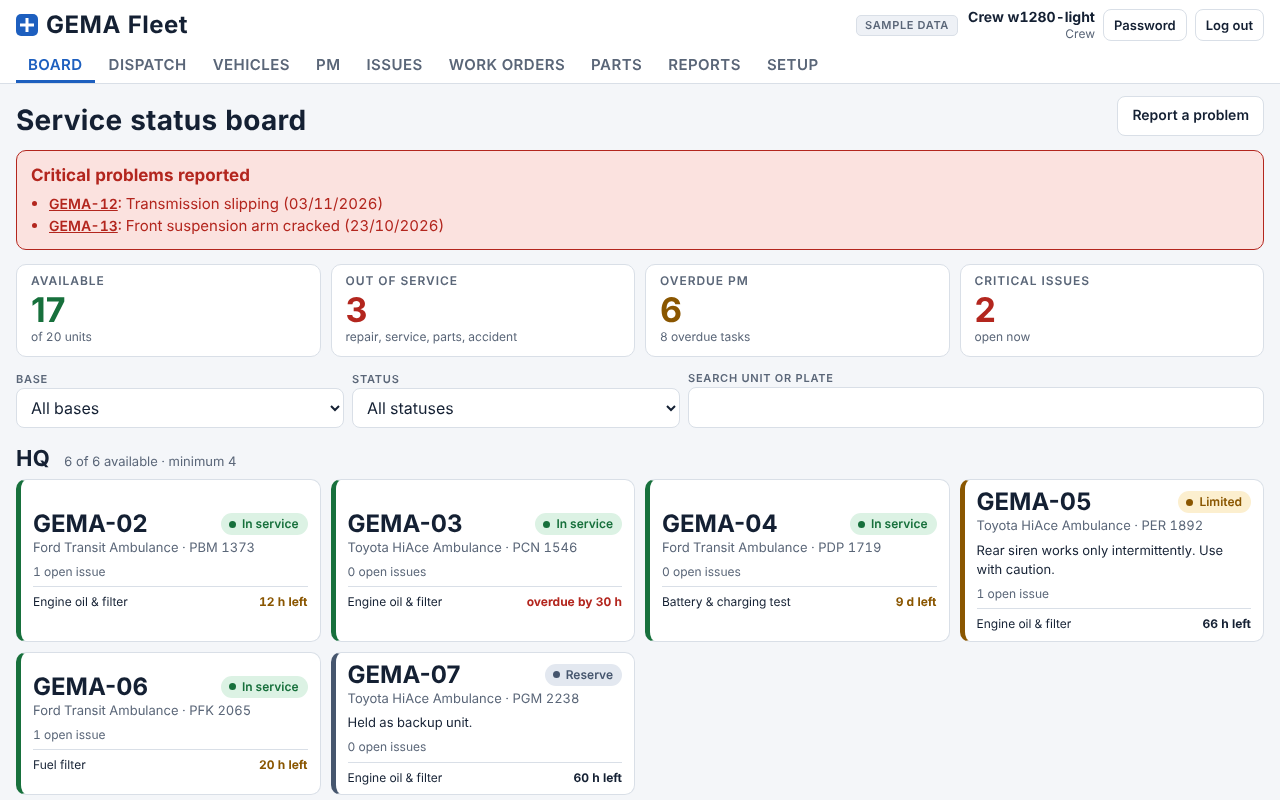 GEMA Fleet
SAMPLE DATA
Crew w1280-light
Crew
Password
Log out
BOARD
DISPATCH
VEHICLES
PM
ISSUES
WORK ORDERS
PARTS
REPORTS
SETUP
Service status board
Report a problem
Critical problems reported
• GEMA-12: Transmission slipping (03/11/2026)
• GEMA-13: Front suspension arm cracked (23/10/2026)
AVAILABLE
17
of 20 units
OUT OF SERVICE
3
repair, service, parts, accident
OVERDUE PM
6
8 overdue tasks
CRITICAL ISSUES
2
open now
BASE
All bases
STATUS
All statuses
SEARCH UNIT OR PLATE
HQ 6 of 6 available · minimum 4
GEMA-02
In service
Ford Transit Ambulance · PBM 1373
1 open issue
Engine oil & filter 12 h left
GEMA-03
In service
Toyota HiAce Ambulance · PCN 1546
0 open issues
Engine oil & filter overdue by 30 h
GEMA-04
In service
Ford Transit Ambulance · PDP 1719
0 open issues
Battery & charging test 9 d left
GEMA-05
Limited
Toyota HiAce Ambulance · PER 1892
Rear siren works only intermittently. Use
with caution.
1 open issue
Engine oil & filter 66 h left
GEMA-06
In service
Ford Transit Ambulance · PFK 2065
1 open issue
Fuel filter 20 h left
GEMA-07
Reserve
Toyota HiAce Ambulance · PGM 2238
Held as backup unit.
0 open issues
Engine oil & filter 60 h left